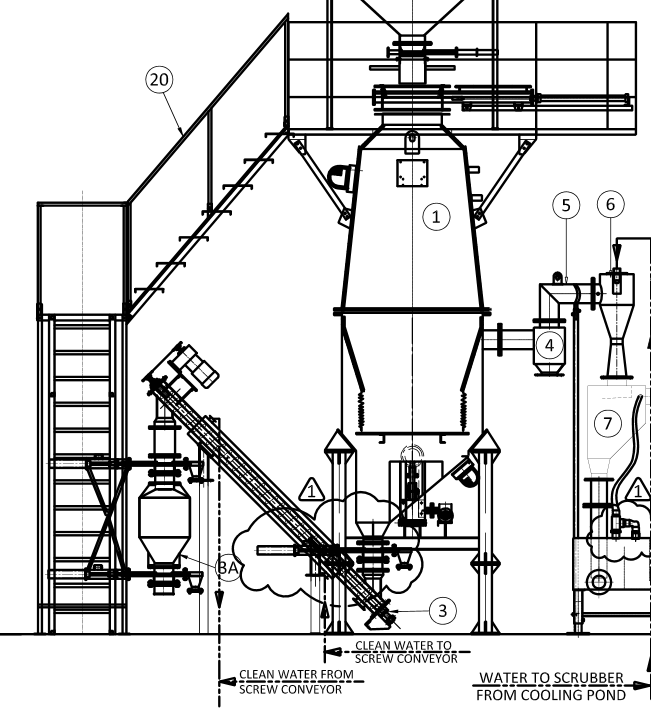 20
1
5
6
4
7
1
1
3A
3
CLEAN WATER TO
SCREW CONVEYOR
CLEAN WATER FROM
SCREW CONVEYOR
WATER TO SCRUBBER
FROM COOLING POND